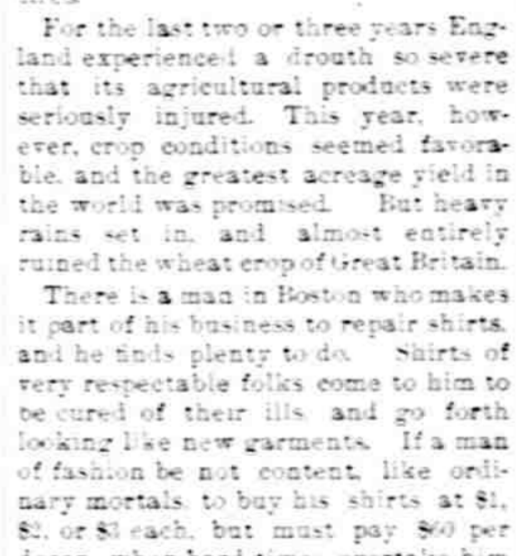 For the last two or three years Eng-
land experienced a drouth so severe
that its agricultural products were
seriously injured. This year, how-
ever, crop conditions seemed favora-
ble, and the greatest acreage yield in
the world was promised. But heavy
rains set in, and almost entirely
ruined the wheat crop of Great Britain.
There is a man in Boston who makes
it part of his business to repair shirts,
and he finds plenty to do. Shirts of
very respectable folks come to him to
be cured of their ills and go forth
looking like new garments. If a man
of fashion be not content, like ordi-
nary mortals, to buy his shirts at $1,
$2, or $3 each, but must pay $60 per